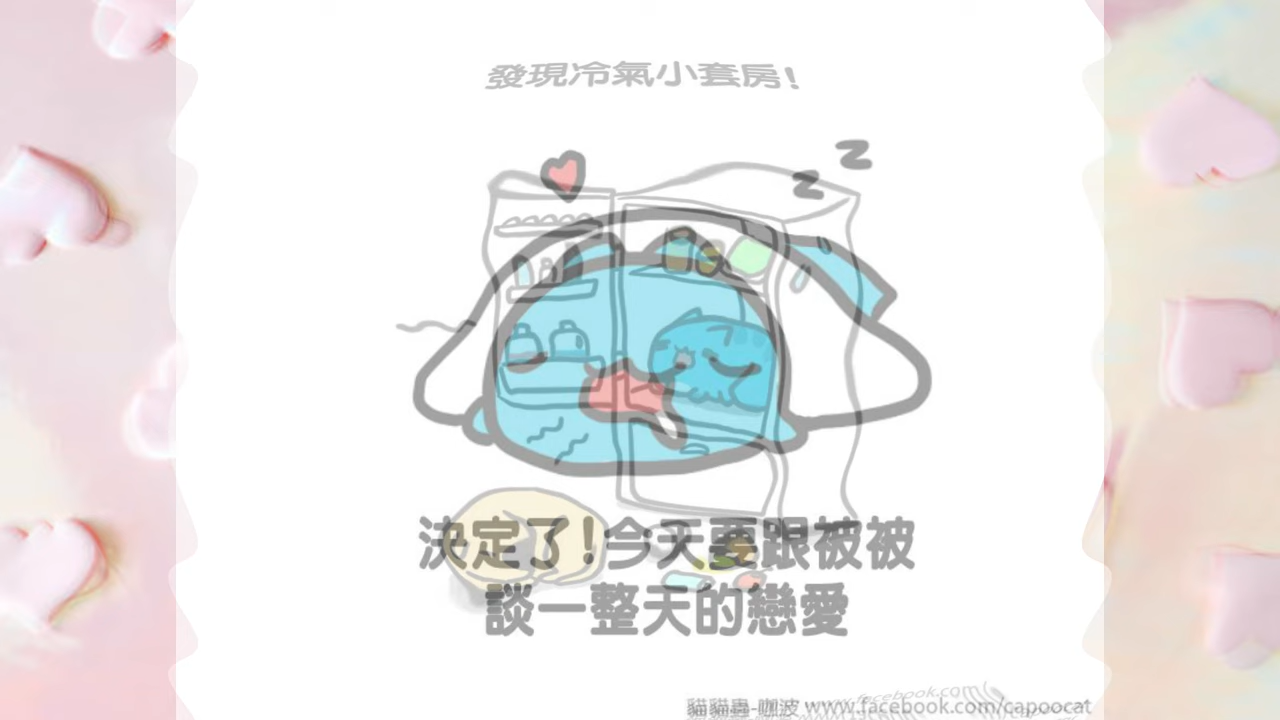 發現冷氣小套房!
z
z
決定了!今天要跟被被
談一整天的戀愛
貓貓蟲-咖波 www.facebook.com/capoocat